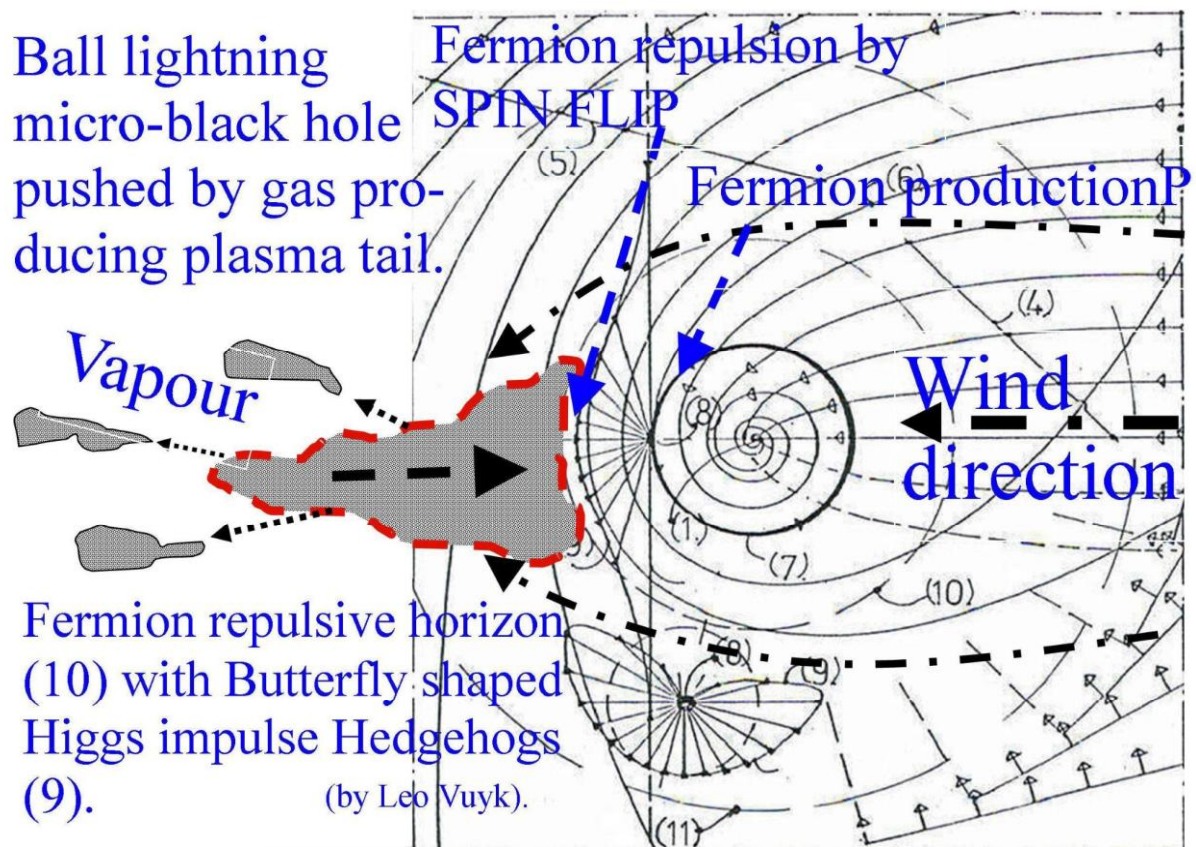 Ball lightning
micro-black hole
pushed by gas pro-
ducing plasma tail.
Fermion repulsion by
SPIN FLIP
(5)
(6)
Fermion productionP
(4)
Vapour
Wind
direction
(8)
(1)
(7)
(10)
Fermion repulsive horizon
(10) with Butterfly shaped
Higgs impulse Hedgehogs
(9).
(by Leo Vuyk).
(8)
(9)
(11)